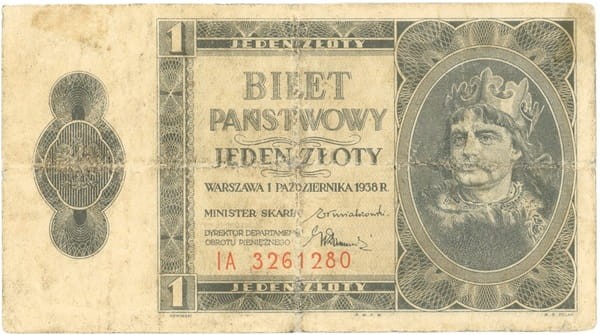 1
JEDEN ZŁOTY
BILET
PAŃSTWOWY
JEDEN ZŁOTY
WARSZAWA 1 PAŹDZIERNIKA 1938 R.
MINISTER SKARBU
DYREKTOR DEPARTAMENTU
OBROTU PIENIĘŻNEGO
IA 3261280
1
JEDEN ZŁOTY